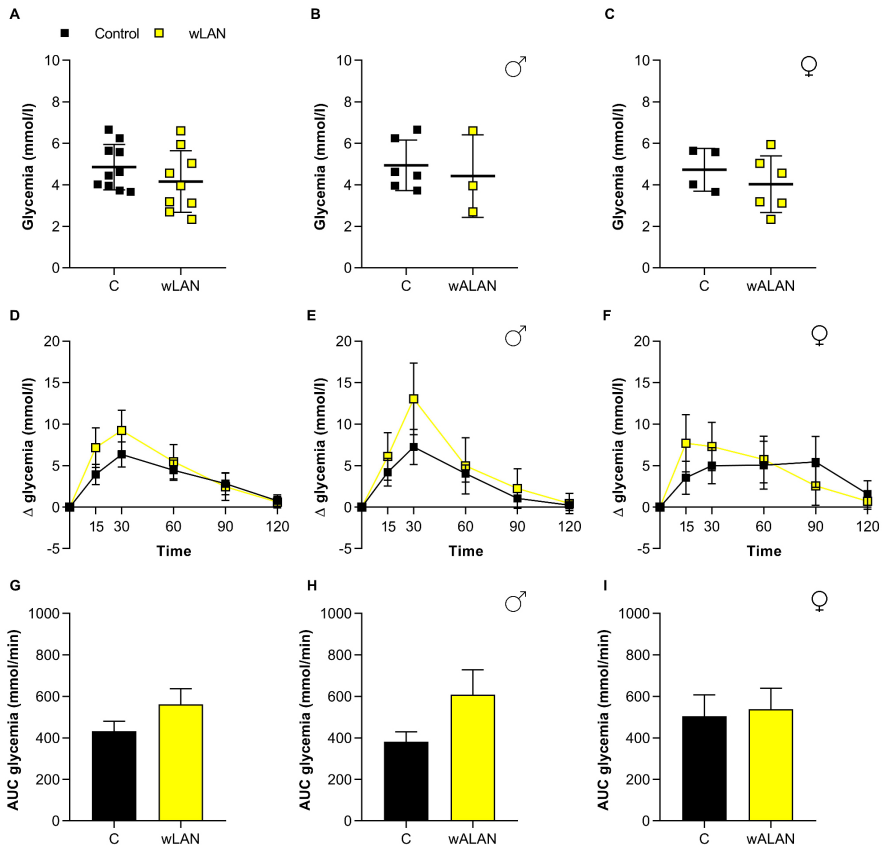 A
B
C
Control
wLAN
♂
♀
Glycemia (mmol/l)
10
8
6
4
2
0
C
wLAN
Glycemia (mmol/l)
10
8
6
4
2
0
C
wALAN
Glycemia (mmol/l)
10
8
6
4
2
0
C
wALAN
D
E
F
♂
♀
Δ glycemia (mmol/l)
20
15
10
5
0
-5
15 30 60 90 120
Time
Δ glycemia (mmol/l)
20
15
10
5
0
-5
15 30 60 90 120
Time
Δ glycemia (mmol/l)
20
15
10
5
0
-5
15 30 60 90 120
Time
G
H
I
♂
♀
AUC glycemia (mmol/min)
1000
800
600
400
200
0
C
wLAN
AUC glycemia (mmol/min)
1000
800
600
400
200
0
C
wALAN
AUC glycemia (mmol/min)
1000
800
600
400
200
0
C
wALAN